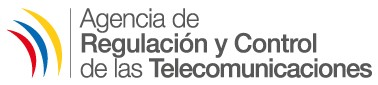 Agencia de
Regulación y Control
de las Telecomunicaciones